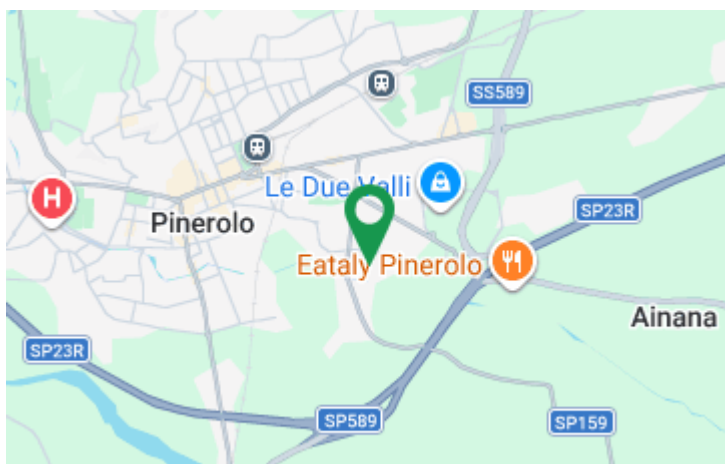 SS589
H
Le Due Valli
SP23R
Pinerolo
Eataly Pinerolo
Ainana
SP23R
SP589
SP159